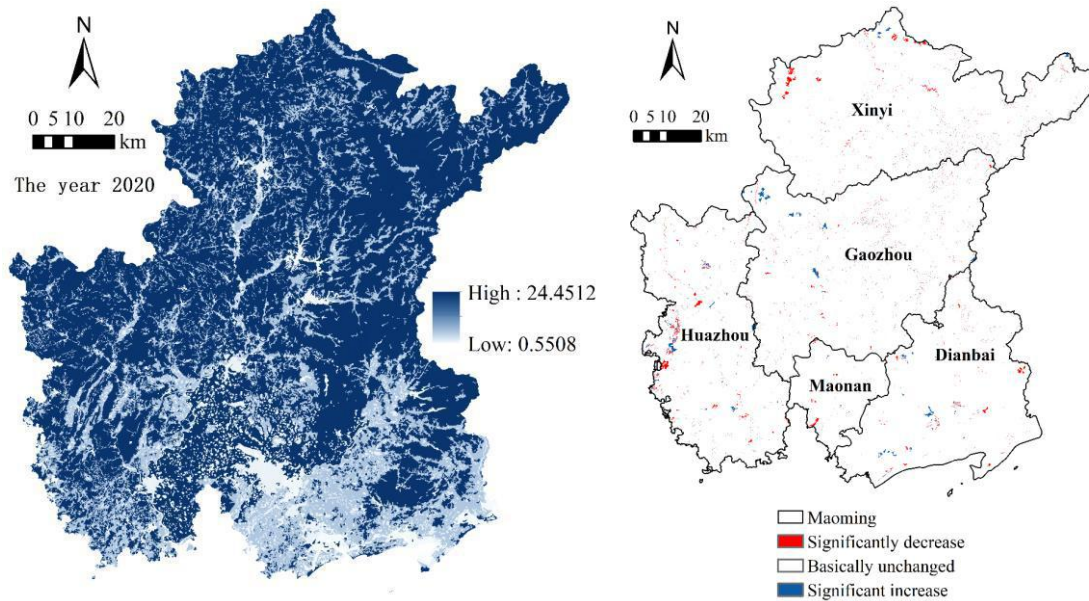 N
0 5 10 20
km
The year 2020
High : 24.4512
Low: 0.5508
N
0 5 10 20
km
Xinyi
Gaozhou
Huazhou
Dianbai
Maonan
Maoming
Significantly decrease
Basically unchanged
Significant increase